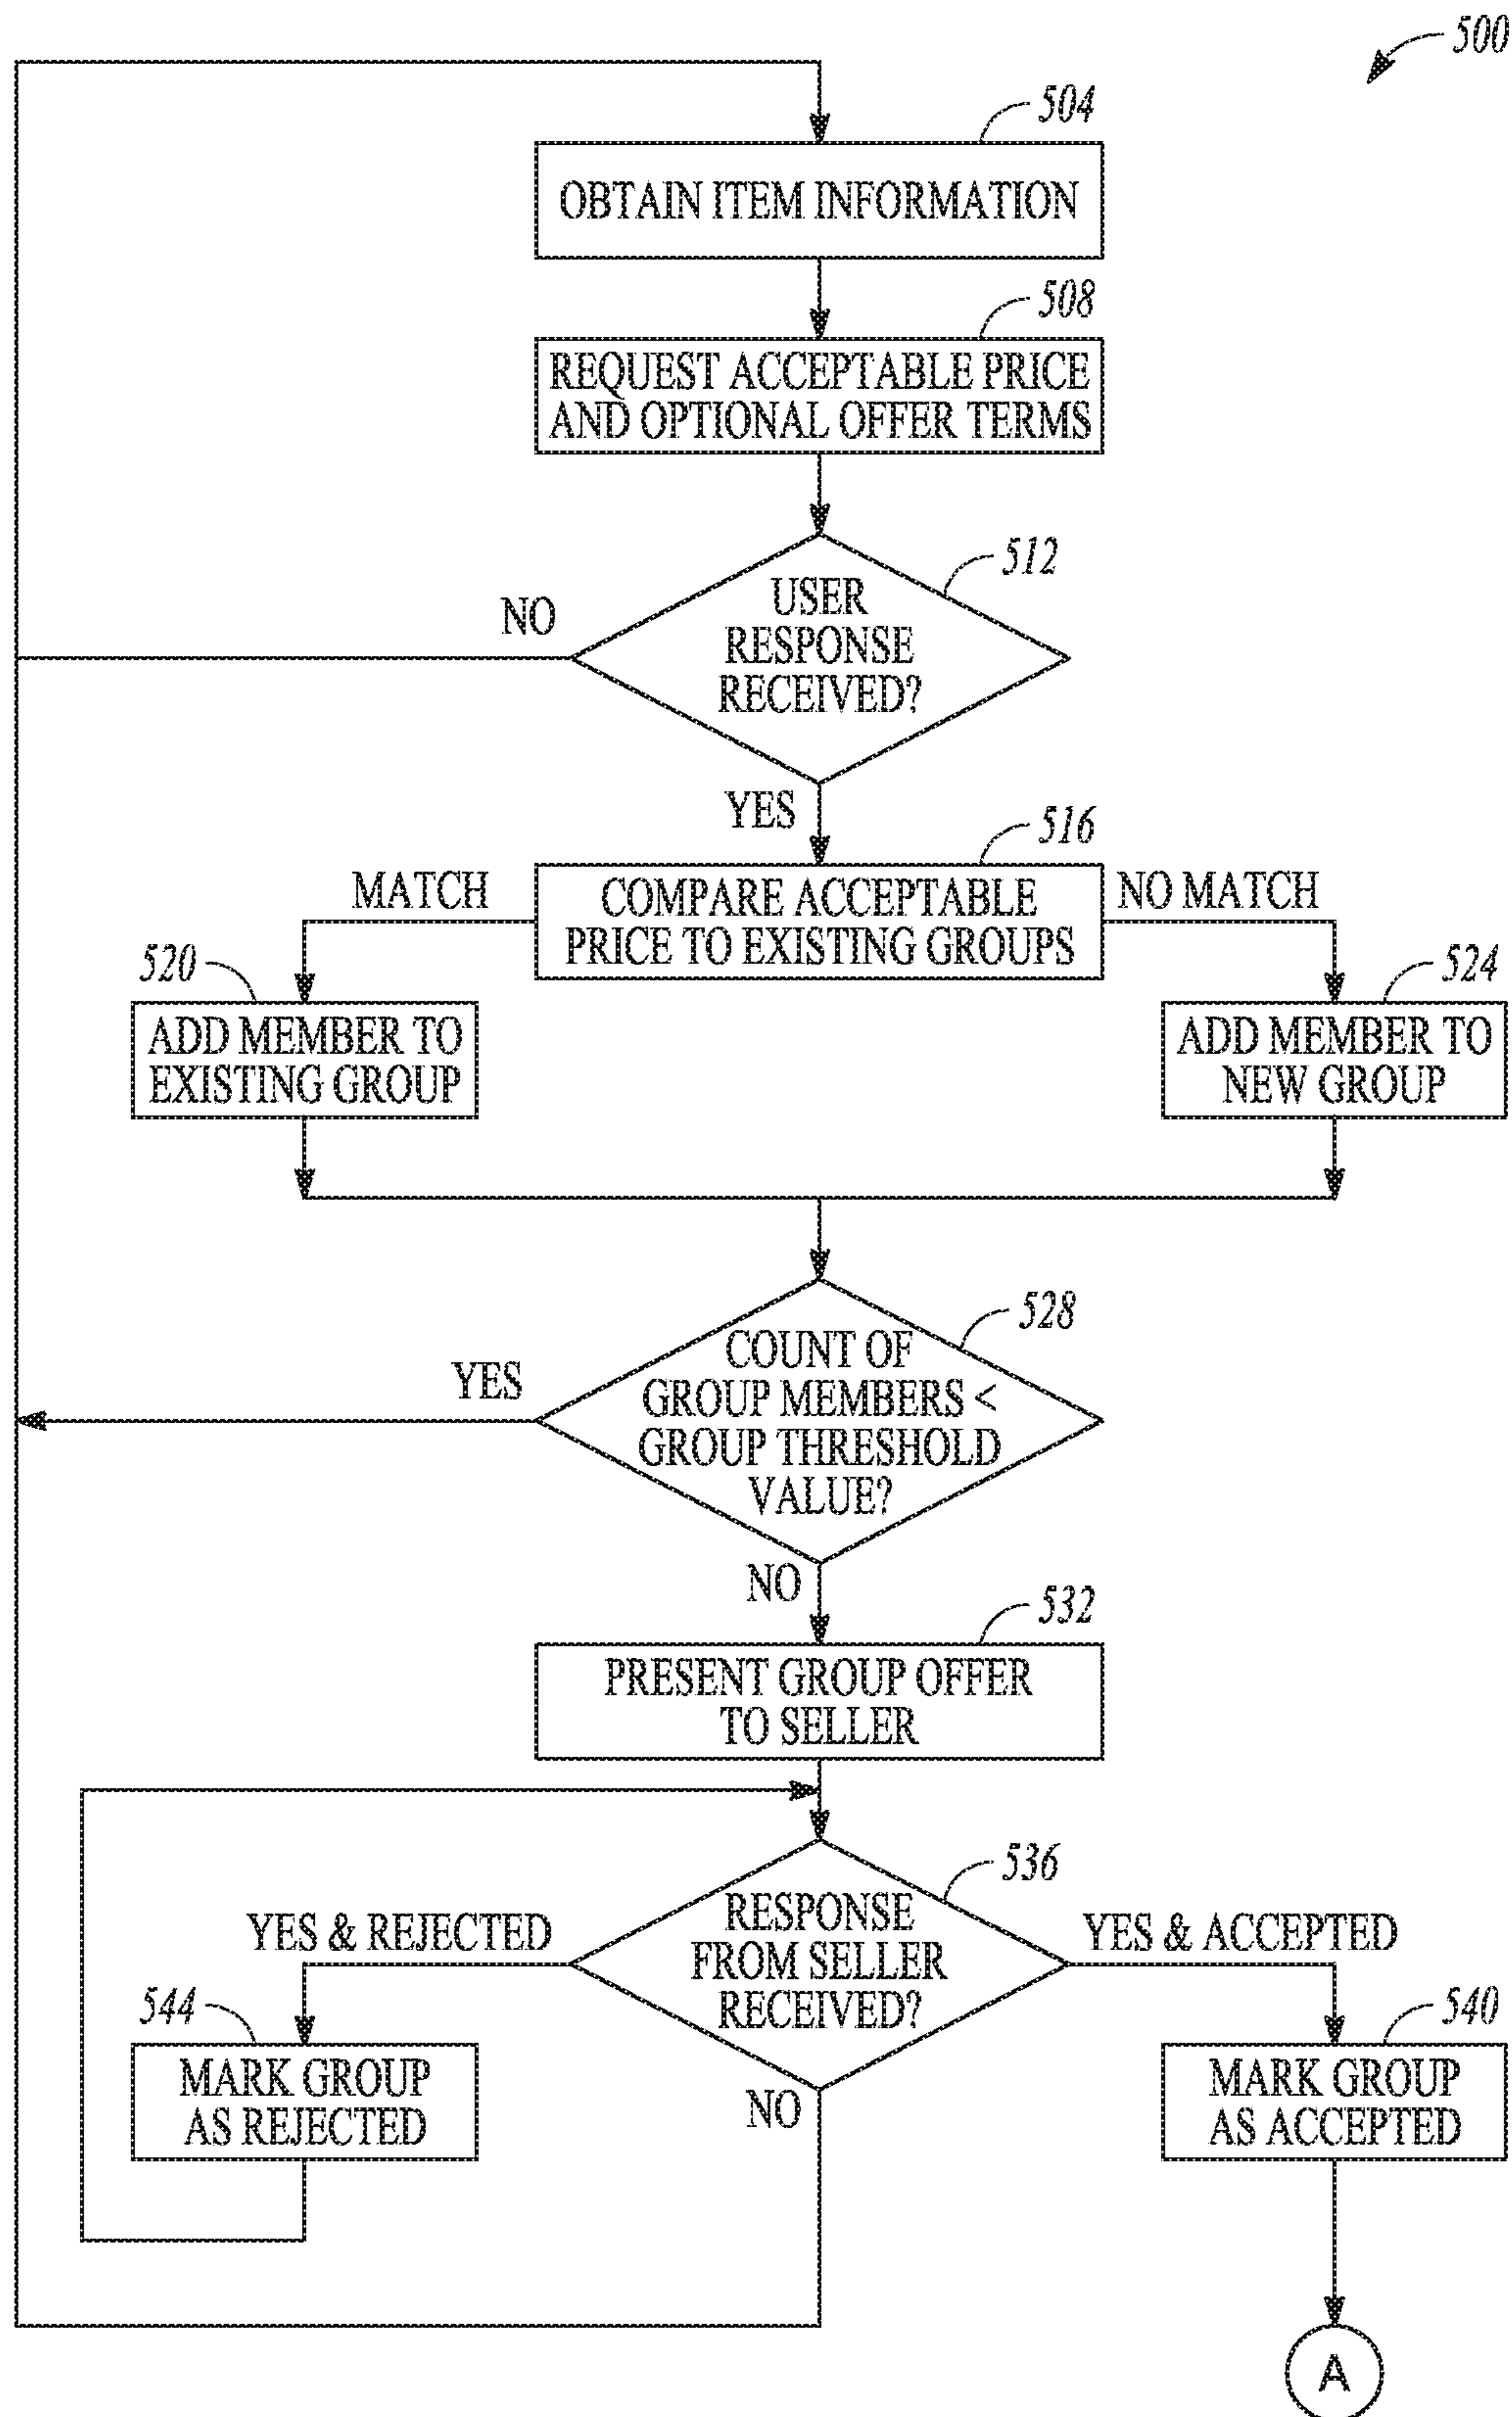 500
504
OBTAIN ITEM INFORMATION
508
REQUEST ACCEPTABLE PRICE
AND OPTIONAL OFFER TERMS
512
USER
RESPONSE
RECEIVED?
NO
YES
516
COMPARE ACCEPTABLE
PRICE TO EXISTING GROUPS
MATCH
NO MATCH
520
ADD MEMBER TO
EXISTING GROUP
524
ADD MEMBER TO
NEW GROUP
528
COUNT OF
GROUP MEMBERS <
GROUP THRESHOLD
VALUE?
YES
NO
532
PRESENT GROUP OFFER
TO SELLER
536
RESPONSE
FROM SELLER
RECEIVED?
YES & REJECTED
YES & ACCEPTED
544
MARK GROUP
AS REJECTED
NO
540
MARK GROUP
AS ACCEPTED
A